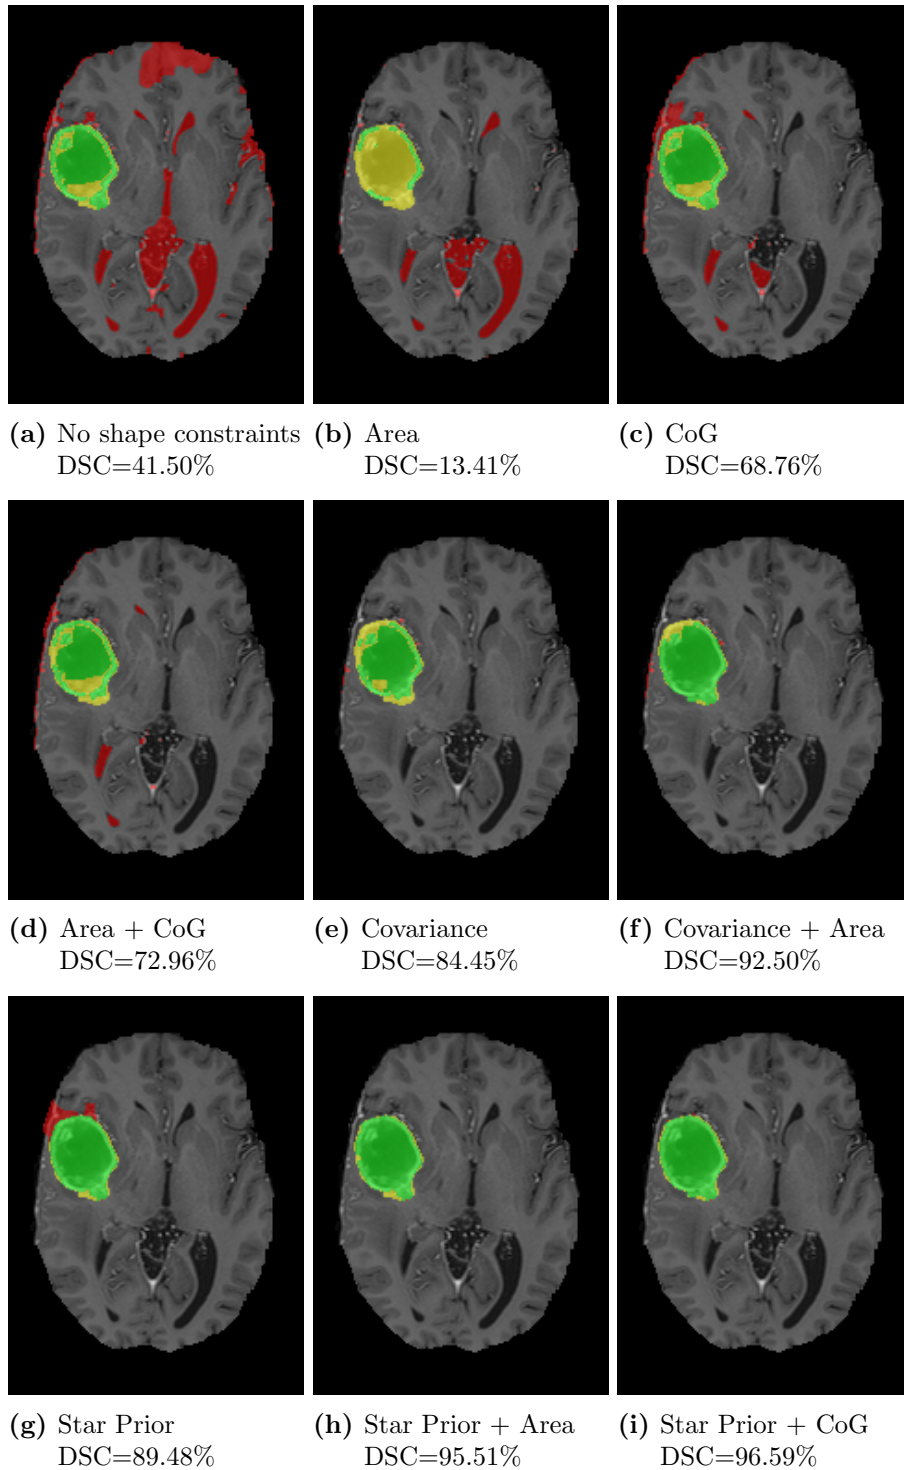 (a) No shape constraints
DSC=41.50%
(b) Area
DSC=13.41%
(c) CoG
DSC=68.76%
(d) Area + CoG
DSC=72.96%
(e) Covariance
DSC=84.45%
(f) Covariance + Area
DSC=92.50%
(g) Star Prior
DSC=89.48%
(h) Star Prior + Area
DSC=95.51%
(i) Star Prior + CoG
DSC=96.59%